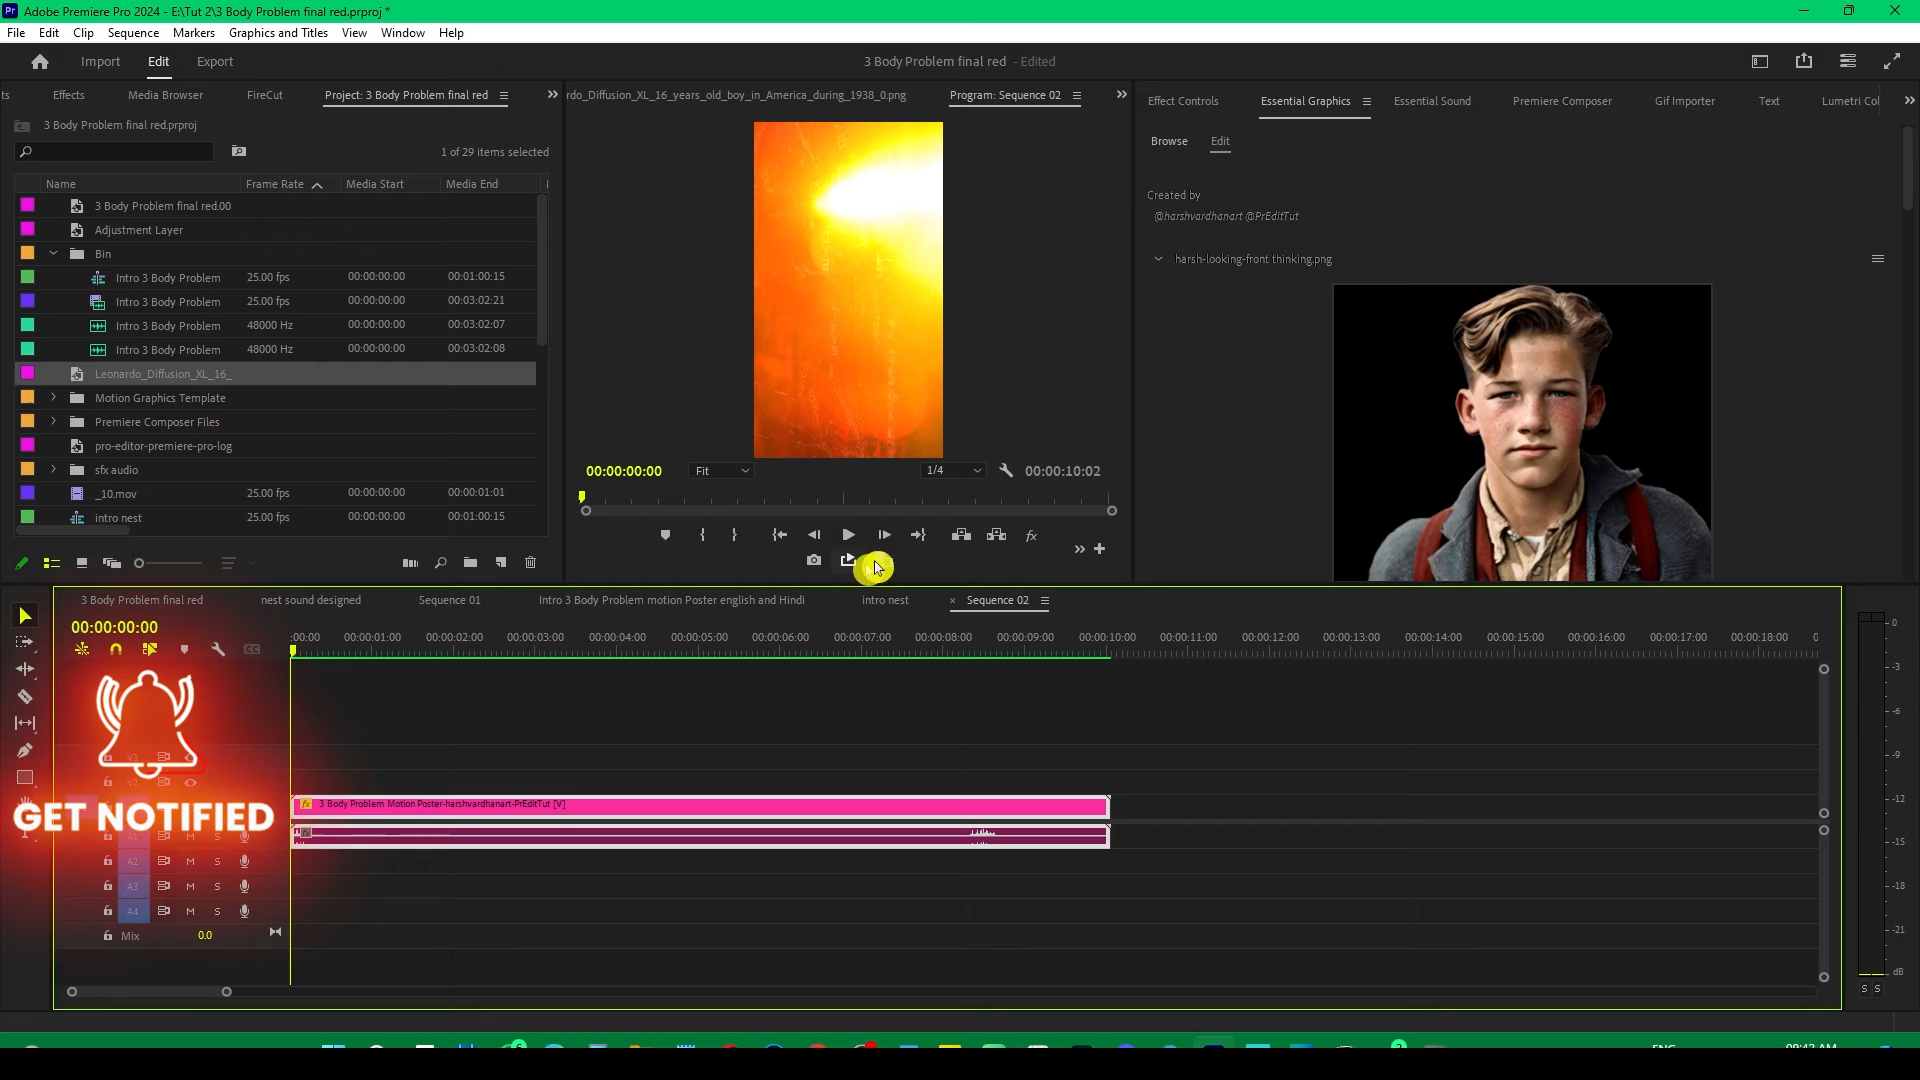 Adobe Premiere Pro 2024 - E:\Tut 2\3 Body Problem final red.prproj *
File Edit Clip Sequence Markers Graphics and Titles View Window Help
Import Edit Export
3 Body Problem final red - Edited
ts Effects Media Browser FireCut Project: 3 Body Problem final red
rdo_Diffusion_XL_16_years_old_boy_in_America_during_1938_0.png Program: Sequence 02
Effect Controls Essential Graphics Essential Sound Premiere Composer Gif Importer Text Lumetri Col
3 Body Problem final red.prproj
1 of 29 items selected
Browse Edit
Name Frame Rate Media Start Media End
Created by
@harshvardhanart @PrEditTut
3 Body Problem final red.00
Adjustment Layer
Bin
harsh-looking-front thinking.png
Intro 3 Body Problem 25.00 fps 00:00:00:00 00:01:00:15
Intro 3 Body Problem 25.00 fps 00:00:00:00 00:03:02:21
Intro 3 Body Problem 48000 Hz 00:00:00:00 00:03:02:07
Intro 3 Body Problem 48000 Hz 00:00:00:00 00:03:02:08
Leonardo_Diffusion_XL_16_
Motion Graphics Template
Premiere Composer Files
pro-editor-premiere-pro-log
sfx audio
_10.mov 25.00 fps 00:00:00:00 00:00:01:01
intro nest 25.00 fps 00:00:00:00 00:01:00:15
00:00:00:00 Fit 1/4 00:00:10:02
fx
3 Body Problem final red nest sound designed Sequence 01 Intro 3 Body Problem motion Poster english and Hindi intro nest × Sequence 02
00:00:00:00
:00:00 00:00:01:00 00:00:02:00 00:00:03:00 00:00:04:00 00:00:05:00 00:00:06:00 00:00:07:00 00:00:08:00 00:00:09:00 00:00:10:00 00:00:11:00 00:00:12:00 00:00:13:00 00:00:14:00 00:00:15:00 00:00:16:00 00:00:17:00 00:00:18:00
V3
V2
fx 3 Body Problem Motion Poster-harshvardhanart-PrEditTut [V]
GET NOTIFIED
A1 M S
A2 M S
A3 M S
A4 M S
Mix 0.0
0
-3
-6
-9
-12
-15
-18
-21
dB
S S